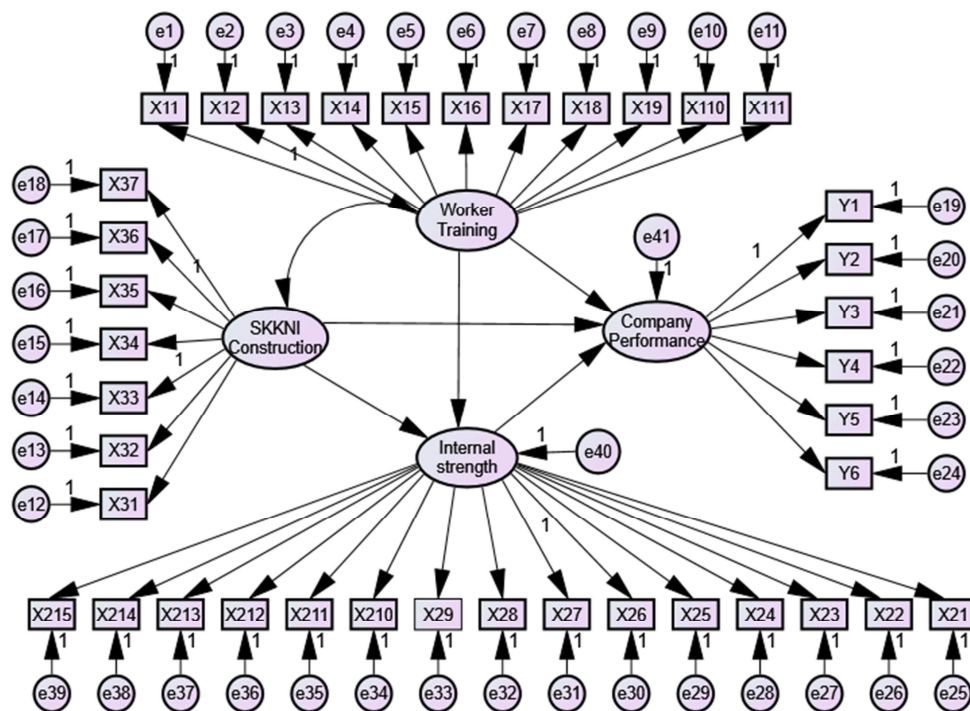 e1 e2 e3 e4 e5 e6 e7 e8 e9 e10 e11
1 1 1 1 1 1 1 1 1 1 1
X11 X12 X13 X14 X15 X16 X17 X18 X19 X110 X111
1
Worker
Training
e18 1 X37
e17 1 X36
1
e16 1 X35
e15 1 X34
1
e14 1 X33
e13 1 X32
e12 1 X31
SKKNI
Construction
e41
1
Company
Performance
1
Y1 1 e19
Y2 1 e20
Y3 1 e21
Y4 1 e22
Y5 1 e23
Y6 1 e24
Internal
strength
1 e40
1
X215 X214 X213 X212 X211 X210 X29 X28 X27 X26 X25 X24 X23 X22 X21
1 1 1 1 1 1 1 1 1 1 1 1 1 1 1
e39 e38 e37 e36 e35 e34 e33 e32 e31 e30 e29 e28 e27 e26 e25